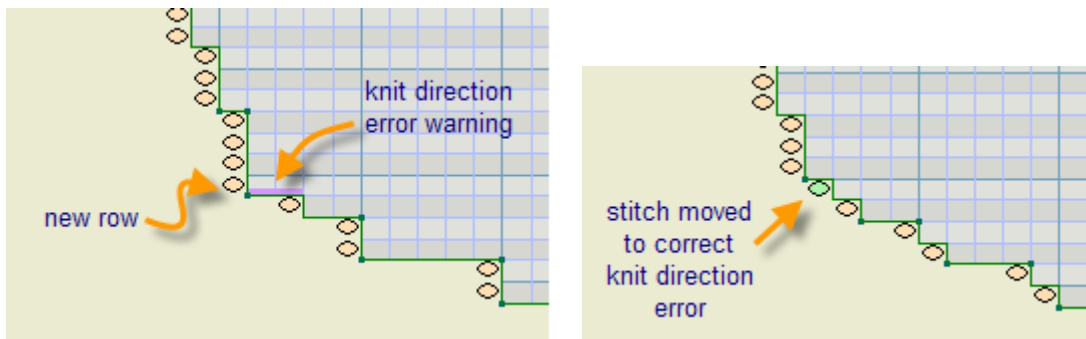 knit direction
error warning
new row
stitch moved
to correct
knit direction
error